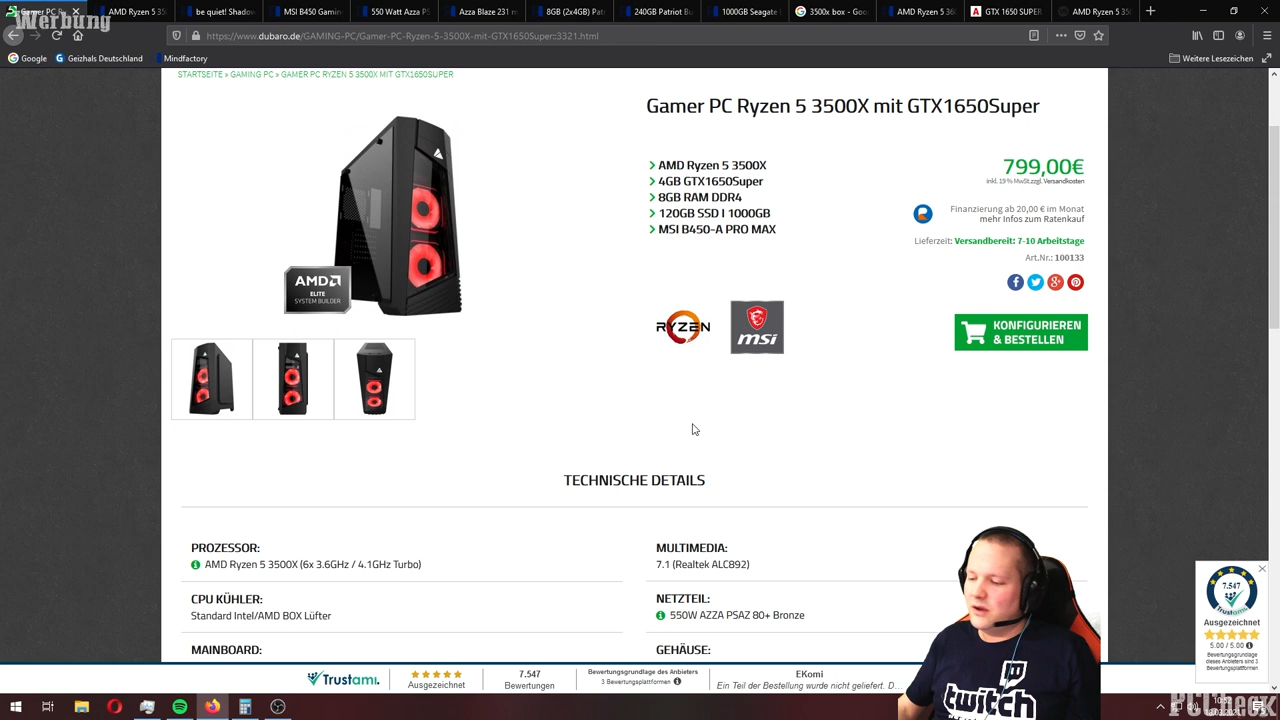 Werbung
AMD Ryzen 5
be quiet! Shadow
MSI B450 Gamin
550 Watt Azza P
Azza Blaze 231
8GB (2x4GB) Pat
240GB Patriot Bu
1000GB Seagate
3500x box - Goo
AMD Ryzen 5 36
GTX 1650 SUPER
AMD Ryzen 5 35
https://www.dubaro.de/GAMING-PC/Gamer-PC-Ryzen-5-3500X-mit-GTX1650Super::3321.html
Google
Geizhals Deutschland
Mindfactory
Weitere Lesezeichen
STARTSEITE » GAMING PC » GAMER PC RYZEN 5 3500X MIT GTX1650SUPER
Gamer PC Ryzen 5 3500X mit GTX1650Super
AMD Ryzen 5 3500X
4GB GTX1650Super
8GB RAM DDR4
120GB SSD I 1000GB
MSI B450-A PRO MAX
799,00€
inkl. 19 % MwSt.zzgl. Versandkosten
Finanzierung ab 20,00 € im Monat
mehr Infos zum Ratenkauf
Lieferzeit: Versandbereit: 7-10 Arbeitstage
Art.Nr.: 100133
AMD
ELITE
SYSTEM BUILDER
RYZEN
msi
KONFIGURIEREN
& BESTELLEN
TECHNISCHE DETAILS
PROZESSOR:
AMD Ryzen 5 3500X (6x 3.6GHz / 4.1GHz Turbo)
CPU KÜHLER:
Standard Intel/AMD BOX Lüfter
MAINBOARD:
MULTIMEDIA:
7.1 (Realtek ALC892)
NETZTEIL:
550W AZZA PSAZ 80+ Bronze
GEHÄUSE:
twitch
7.547
Trustami
Ausgezeichnet
5.00 / 5.00
Bewertungsgrundlage
des Anbieters sind 3
Bewertungsplattformen
Trustami.
Ausgezeichnet
7.547
Bewertungen
Bewertungsgrundlage des Anbieters
3 Bewertungsplattformen
EKomi
Ein Teil der Bestellung wurde nicht geliefert. D...